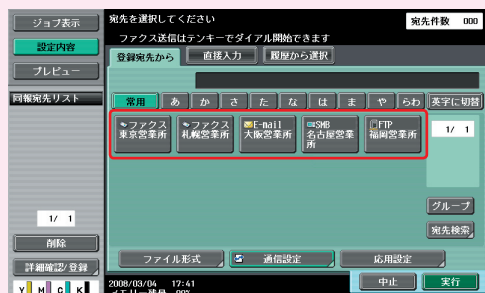 ジョブ表示
設定内容
プレビュー
同報宛先リスト
1/ 1
削除
詳細確認/登録
Y M C K
宛先を選択してください
宛先件数 000
ファクス送信はテンキーでダイアル開始できます
登録宛先から 直接入力 履歴から選択
常用 あ か さ た な は ま や らわ 英字に切替
ファクス
東京営業所
ファクス
札幌営業所
E-mail
大阪営業所
SMB
名古屋営業
所
FTP
福岡営業所
1/ 1
グループ
宛先検索
ファイル形式 通信設定 応用設定
2008/03/04 17:41
メモリー残量 99%
中止 実行